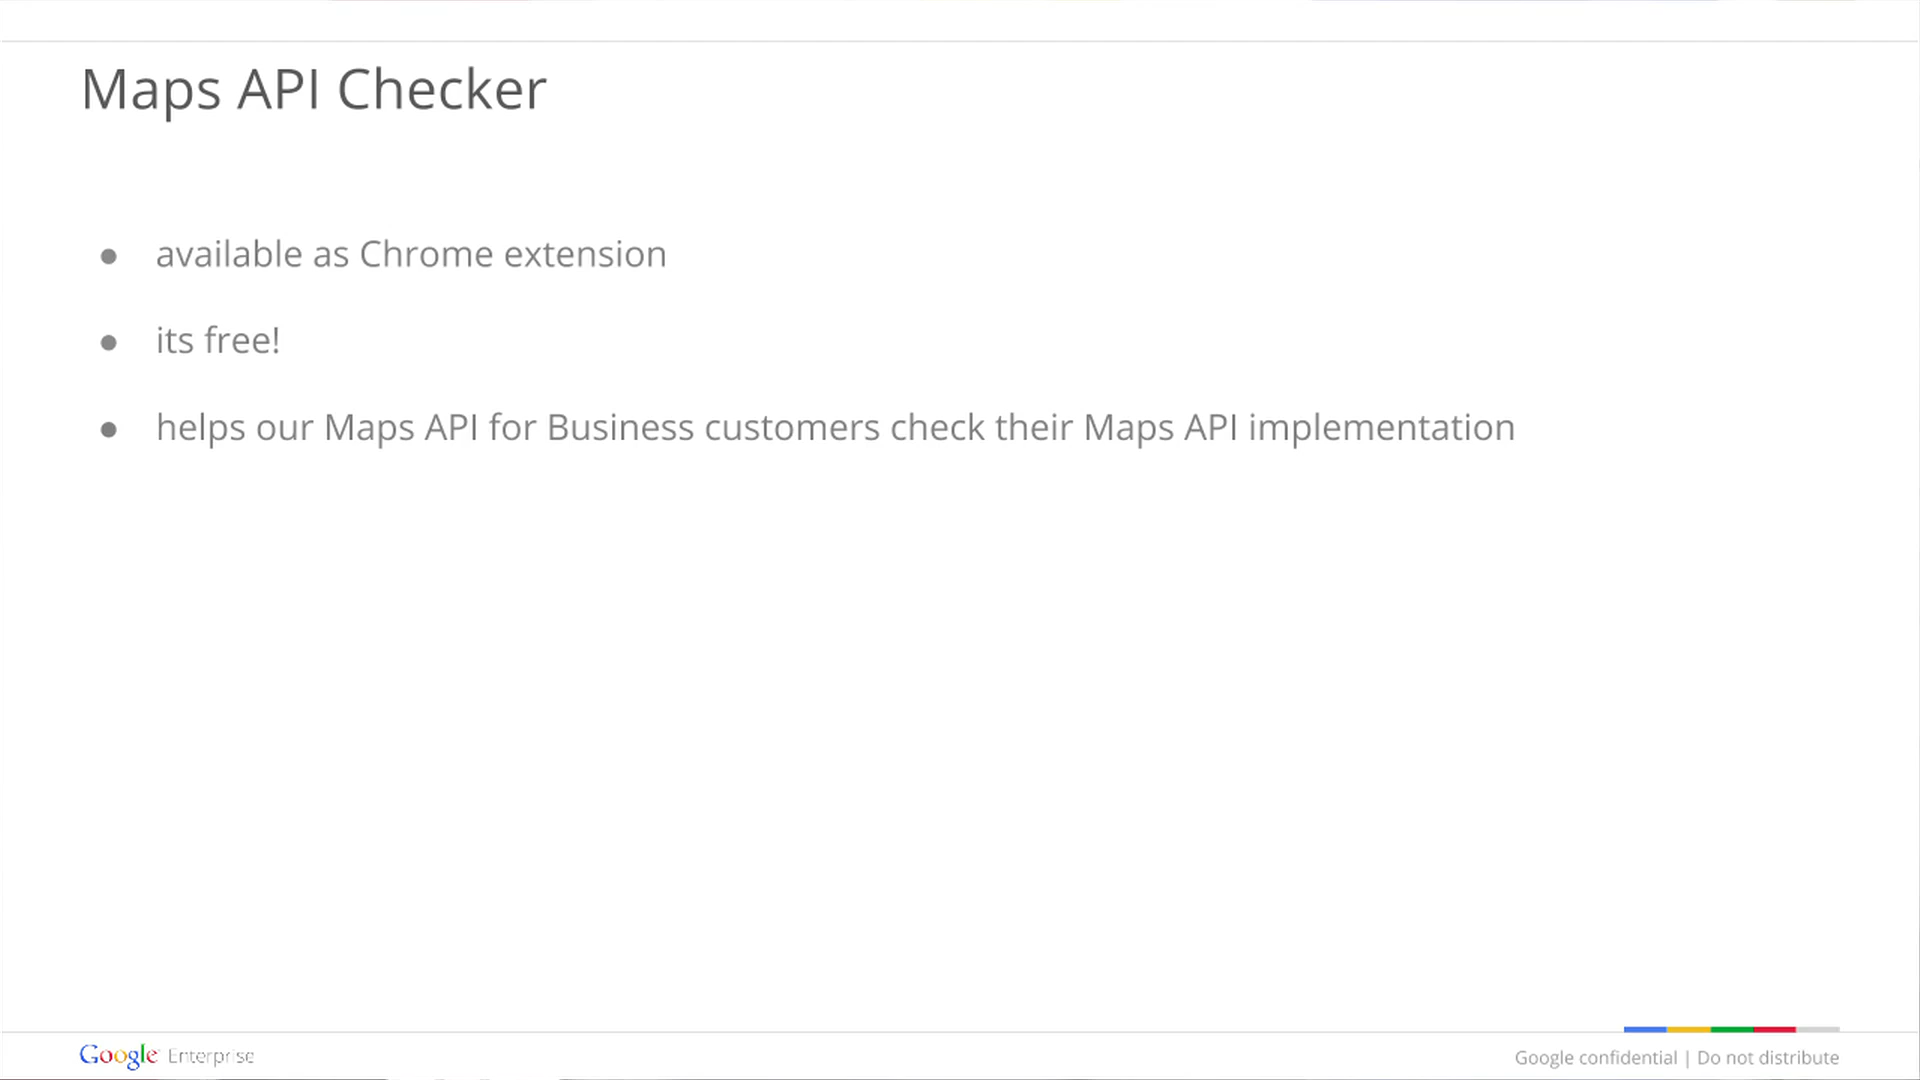 Maps API Checker
● available as Chrome extension
● its free!
● helps our Maps API for Business customers check their Maps API implementation
Google Enterprise
Google confidential | Do not distribute